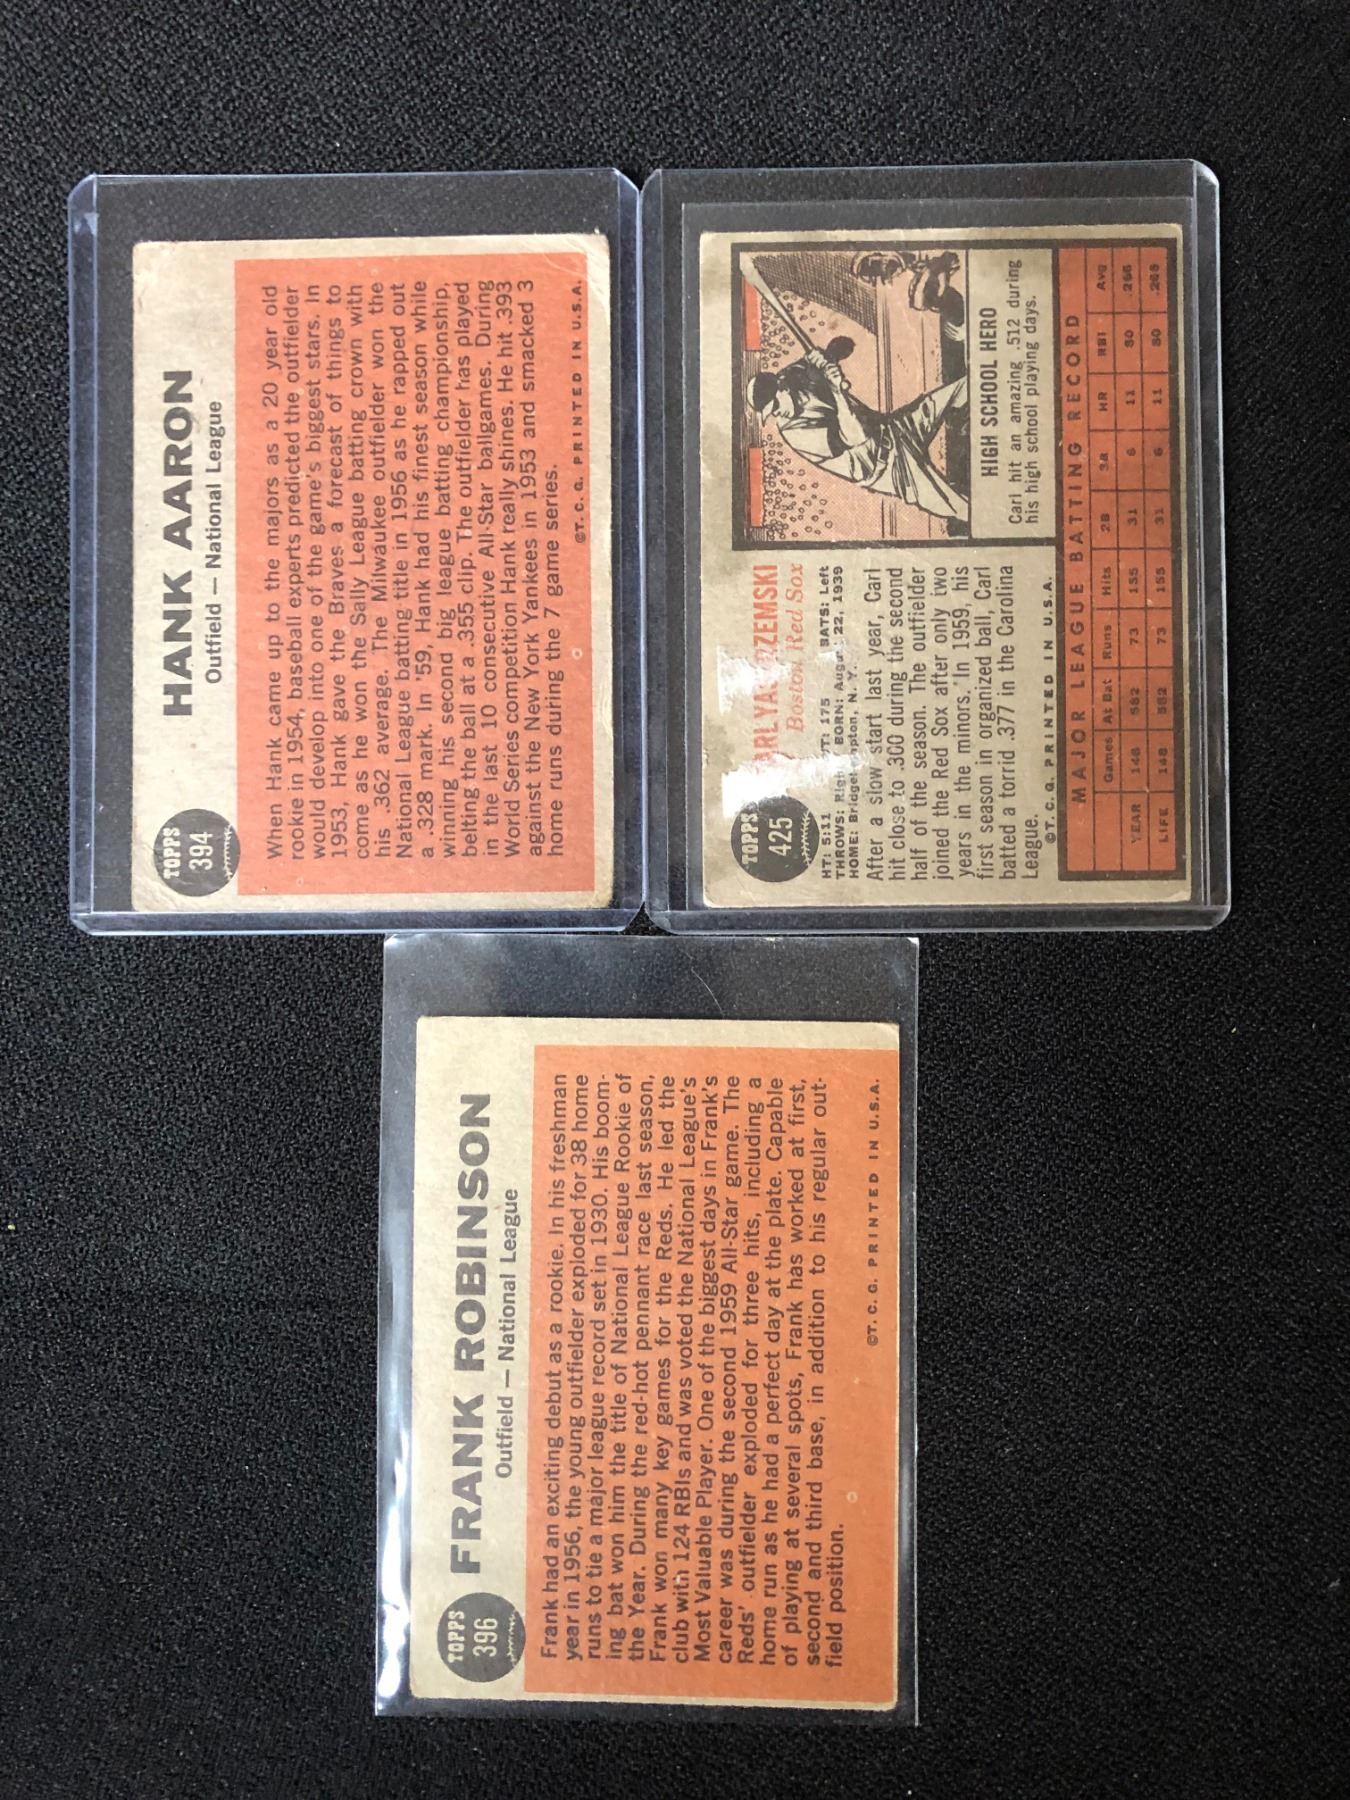 TOPPS
394
HANK AARON
Outfield — National League
When Hank came up to the majors as a 20 year old
rookie in 1954, baseball experts predicted the outfielder
would develop into one of the game's biggest stars. In
1953, Hank gave the Braves a forecast of things to
come as he won the Sally League batting crown with
his .362 average. The Milwaukee outfielder won the
National League batting title in 1956 as he rapped out
a .328 mark. In '59, Hank had his finest season while
winning his second big league batting championship,
belting the ball at a .355 clip. The outfielder has played
in the last 10 consecutive All-Star ballgames. During
World Series competition Hank really shines. He hit .393
against the New York Yankees in 1953 and smacked 3
home runs during the 7 game series.
©T. C. G. PRINTED IN U.S.A.
TOPPS
425
CARL YASTRZEMSKI
Boston Red Sox
HT: 5:11 WT: 175 BATS: Left
THROWS: Right BORN: August 22, 1939
HOME: Bridgehampton, N. Y.
After a slow start last year, Carl
hit close to .300 during the second
half of the season. The outfielder
joined the Red Sox after only two
years in the minors. In 1959, his
first season in organized ball, Carl
batted a torrid .377 in the Carolina
League.
©T. C. G. PRINTED IN U.S.A.
HIGH SCHOOL HERO
Carl hit an amazing .512 during
his high school playing days.
MAJOR LEAGUE BATTING RECORD
Games At Bat Runs Hits 2B 3B HR RBI Avg
YEAR 148 582 73 155 31 6 11 80 .266
LIFE 148 582 73 155 31 6 11 80 .266
TOPPS
396
FRANK ROBINSON
Outfield — National League
Frank had an exciting debut as a rookie. In his freshman
year in 1956, the young outfielder exploded for 38 home
runs to tie a major league record set in 1930. His boom-
ing bat won him the title of National League Rookie of
the Year. During the red-hot pennant race last season,
Frank won many key games for the Reds. He led the
club with 124 RBIs and was voted the National League's
Most Valuable Player. One of the biggest days in Frank's
career was during the second 1959 All-Star game. The
Reds' outfielder exploded for three hits, including a
home run as he had a perfect day at the plate. Capable
of playing at several spots, Frank has worked at first,
second and third base, in addition to his regular out-
field position.
©T. C. G. PRINTED IN U.S.A.